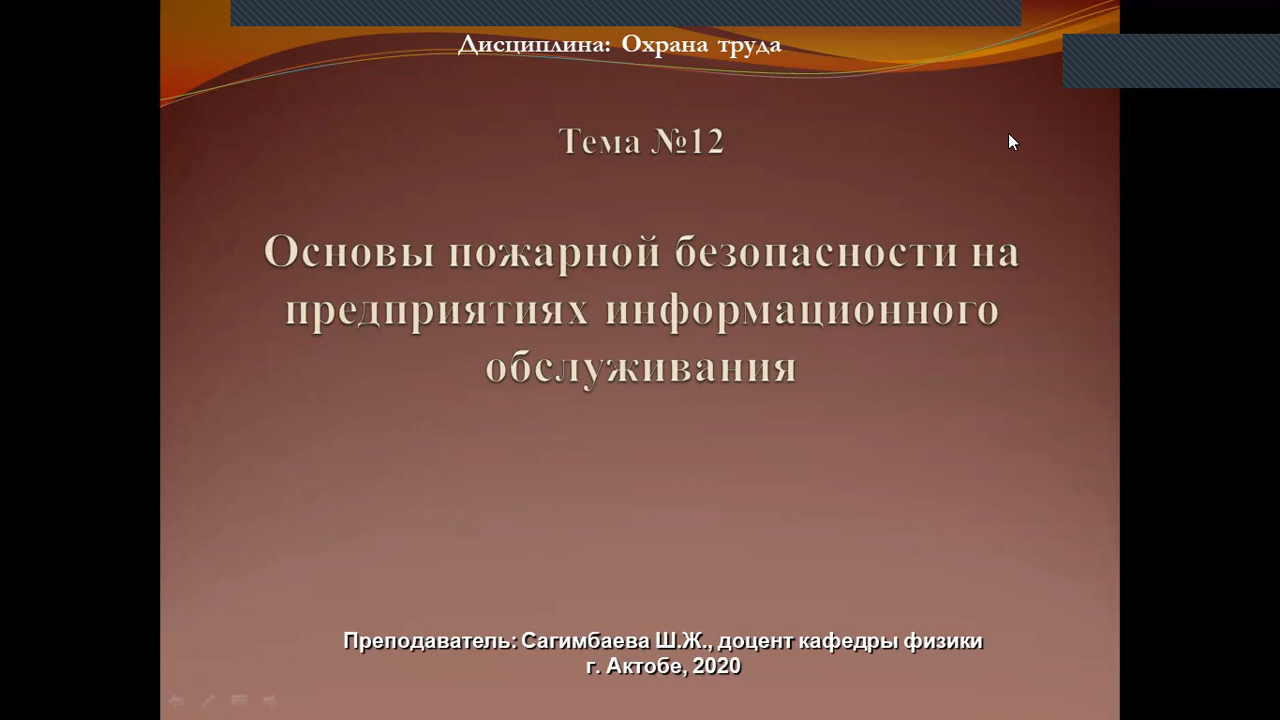 Дисциплина: Охрана труда
Тема №12
Основы пожарной безопасности на
предприятиях информационного
обслуживания
Преподаватель: Сагимбаева Ш.Ж., доцент кафедры физики
г. Актобе, 2020